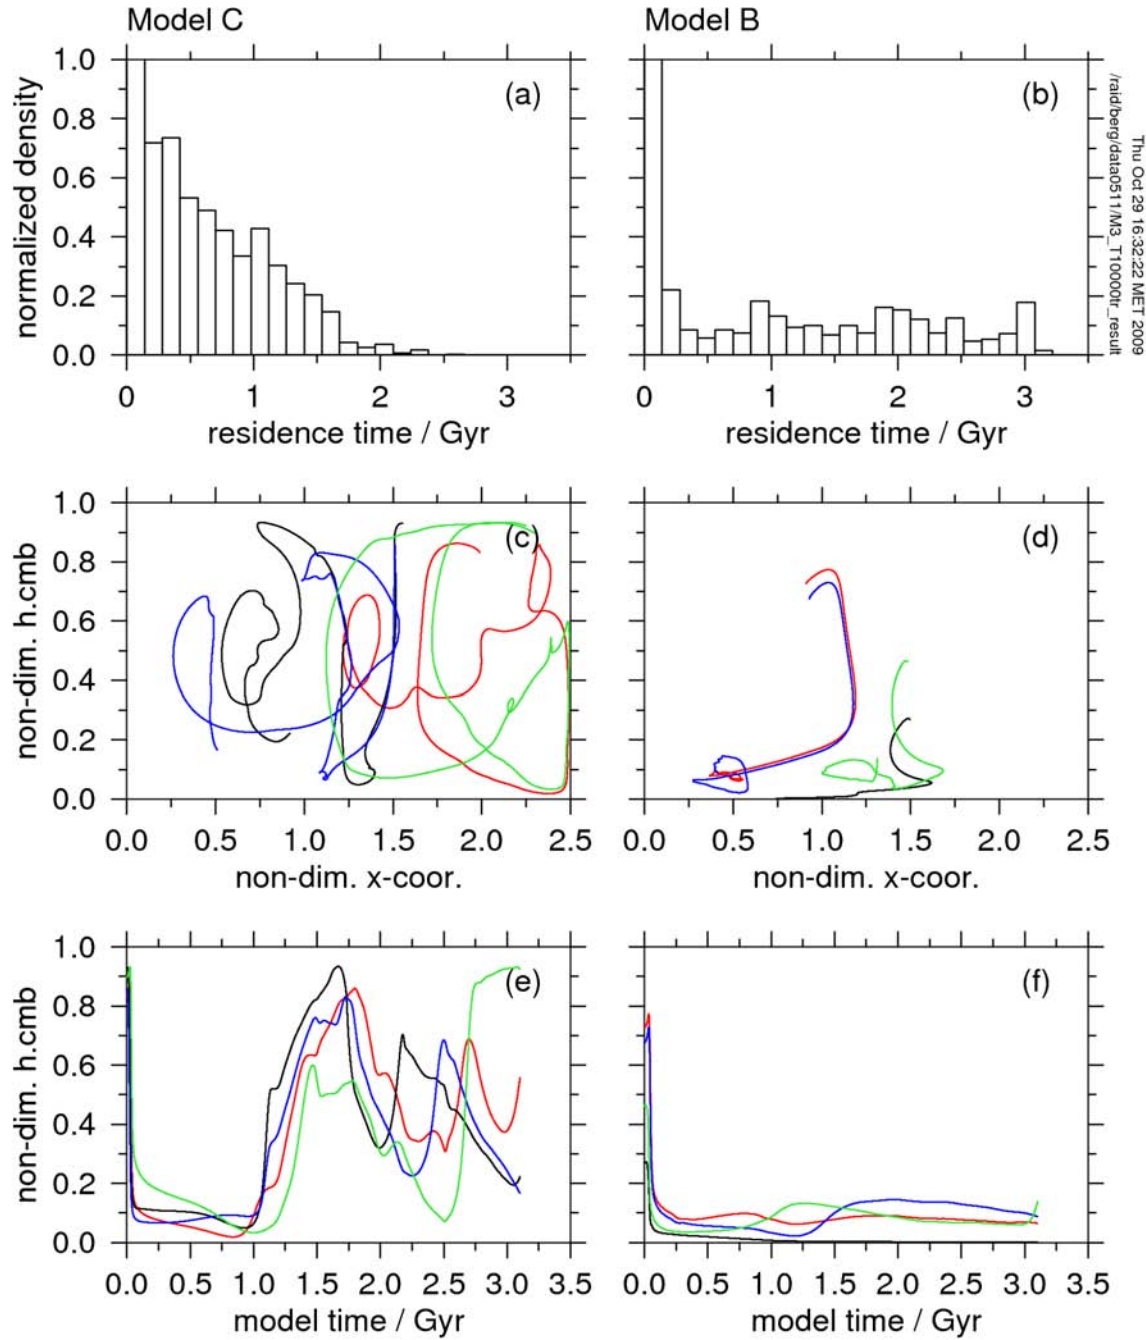 Model C
Model B
1.0
0.8
0.6
0.4
0.2
0.0
normalized density
(a)
0 1 2 3
residence time / Gyr
(b)
0 1 2 3
residence time / Gyr
Thu Oct 29 16:32:22 MET 2009
/raid/berg/data0511/M3_T10000tr_result
1.0
0.8
0.6
0.4
0.2
0.0
non-dim. h.cmb
(c)
0.0 0.5 1.0 1.5 2.0 2.5
non-dim. x-coor.
(d)
0.0 0.5 1.0 1.5 2.0 2.5
non-dim. x-coor.
1.0
0.8
0.6
0.4
0.2
0.0
non-dim. h.cmb
(e)
0.0 0.5 1.0 1.5 2.0 2.5 3.0
model time / Gyr
(f)
0.0 0.5 1.0 1.5 2.0 2.5 3.0 3.5
model time / Gyr